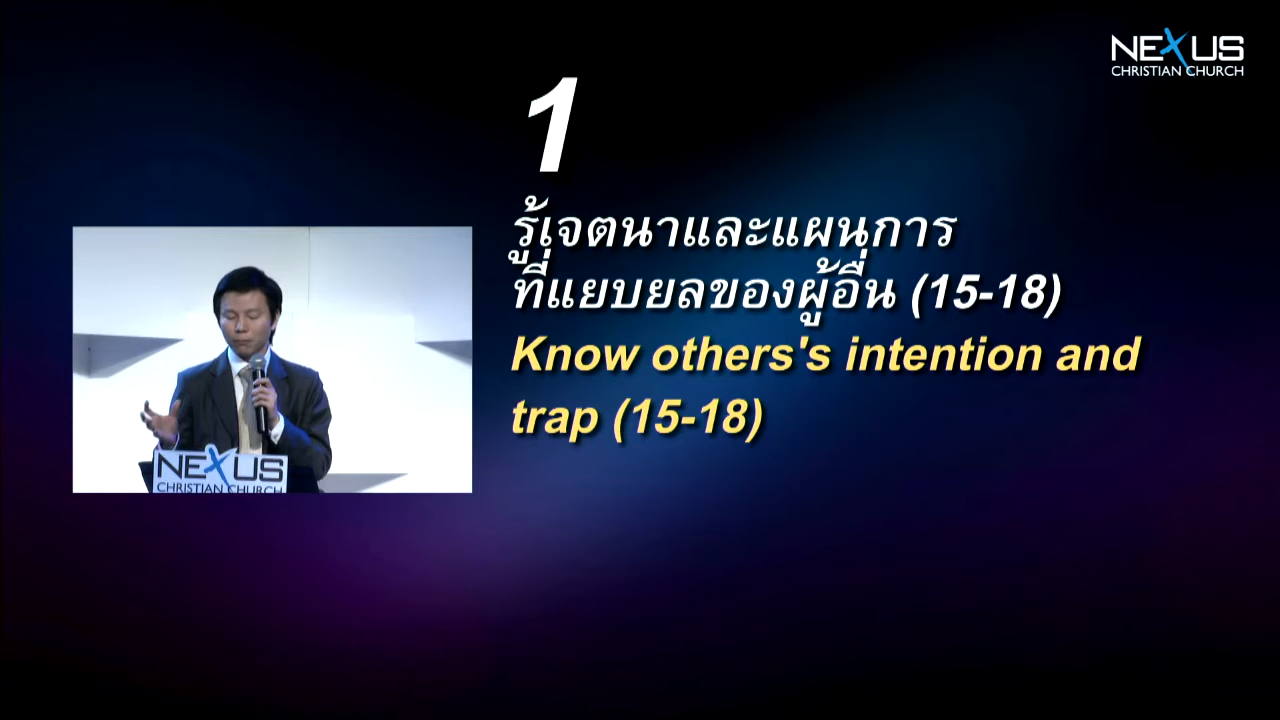 NEXUS
CHRISTIAN CHURCH
1
รู้เจตนาและแผนการ
ที่แยบยลของผู้อื่น (15-18)
Know others's intention and
trap (15-18)
NEXUS
CHRISTIAN CHURCH